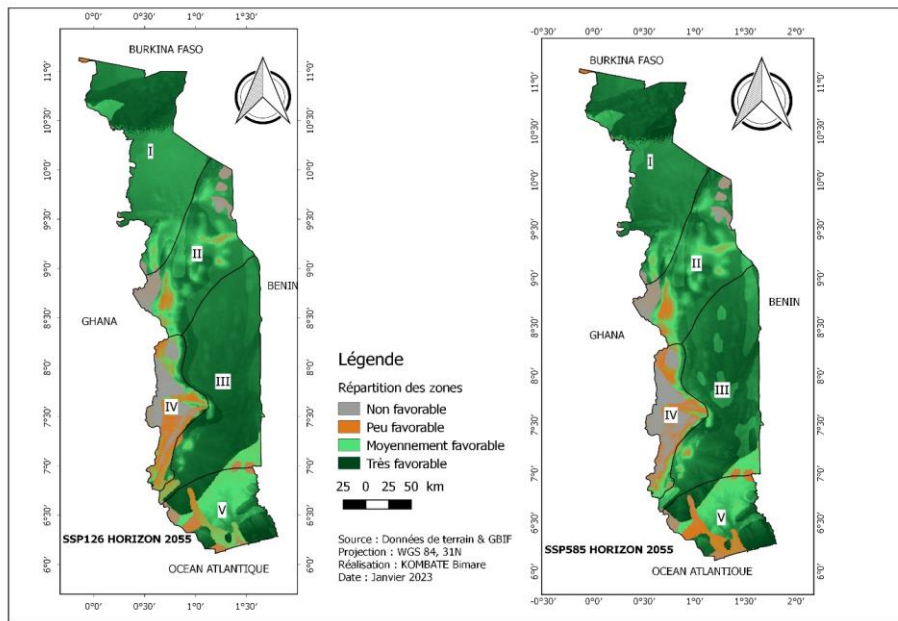 0°0' 0°30' 1°0' 1°30'
BURKINA FASO
11°0'
10°30'
10°0'
9°30'
9°0'
8°30'
8°0'
7°30'
7°0'
6°30'
6°0'
I
II
III
IV
V
BENIN
GHANA
SSP126 HORIZON 2055
OCEAN ATLANTIQUE
0°0' 0°30' 1°0' 1°30'
Légende
Répartition des zones
Non favorable
Peu favorable
Moyennement favorable
Très favorable
25 0 25 50 km
Source : Données de terrain & GBIF
Projection : WGS 84, 31N
Réalisation : KOMBATE Bimare
Date : Janvier 2023
-0°30' 0°0' 0°30' 1°0' 1°30' 2°0'
BURKINA FASO
11°0'
10°30'
10°0'
9°30'
9°0'
8°30'
8°0'
7°30'
7°0'
6°30'
6°0'
I
II
III
IV
V
BENIN
GHANA
SSP585 HORIZON 2055
OCEAN ATLANTIQUE
-0°30' 0°0' 0°30' 1°0' 1°30' 2°0'